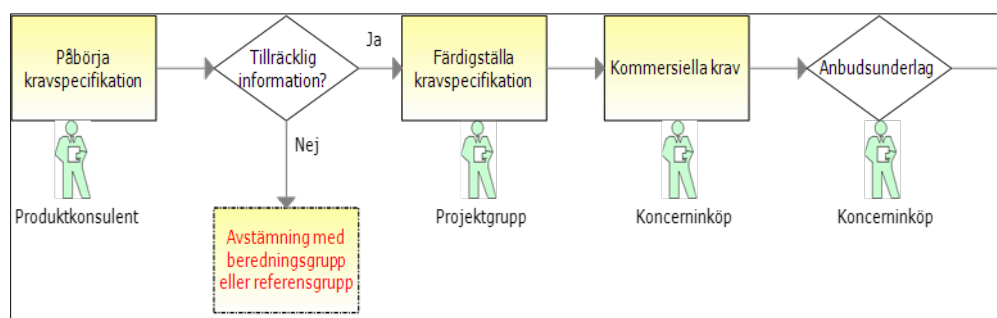 Påbörja
kravspecifikation
Tillräcklig
information?
Ja
Färdigställa
kravspecifikation
Kommersiella krav
Anbudsunderlag
Nej
Produktkonsulent
Projektgrupp
Koncerninköp
Koncerninköp
Avstämning med
beredningsgrupp
eller referensgrupp